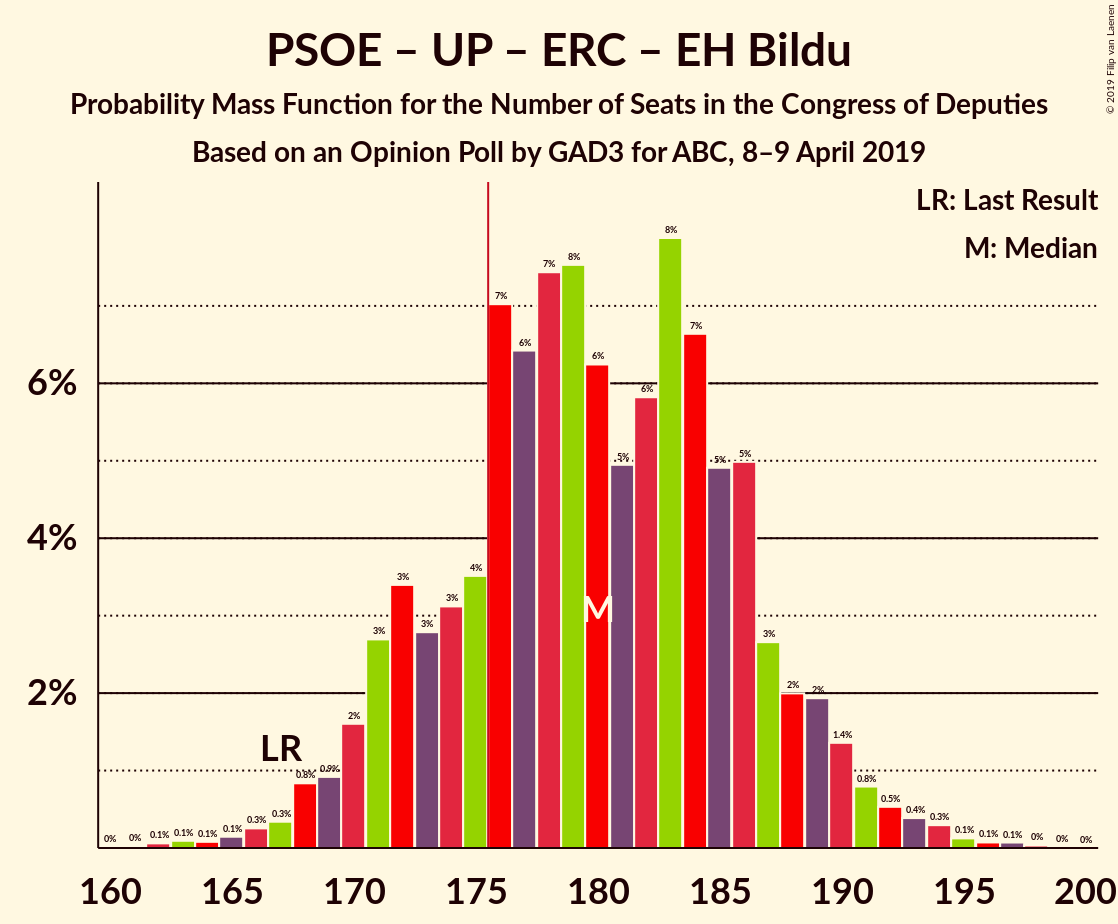 PSOE – UP – ERC – EH Bildu
Probability Mass Function for the Number of Seats in the Congress of Deputies
Based on an Opinion Poll by GAD3 for ABC, 8–9 April 2019
© 2019 Filip van Laenen
LR: Last Result
M: Median
6%
4%
2%
0% 0% 0.1% 0.1% 0.1% 0.1% 0.3% 0.3% 0.8% 0.9% 2% 3% 3% 3% 3% 4% 7% 6% 7% 8% 6% 5% 6% 8% 7% 5% 5% 3% 2% 2% 1.4% 0.8% 0.5% 0.4% 0.3% 0.1% 0.1% 0.1% 0% 0% 0%
LR
M
160 165 170 175 180 185 190 195 200